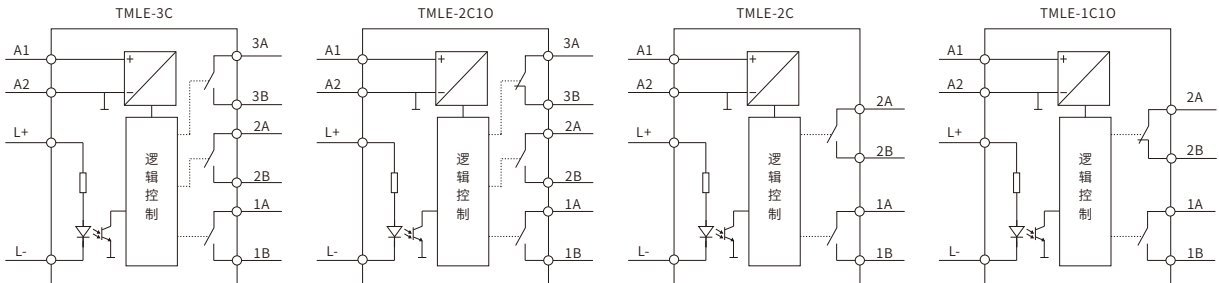 TMLE-3C
A1
A2
L+
L-
+
−
逻辑控制
3A
3B
2A
2B
1A
1B
TMLE-2C1O
A1
A2
L+
L-
+
−
逻辑控制
3A
3B
2A
2B
1A
1B
TMLE-2C
A1
A2
L+
L-
+
−
逻辑控制
2A
2B
1A
1B
TMLE-1C1O
A1
A2
L+
L-
+
−
逻辑控制
2A
2B
1A
1B